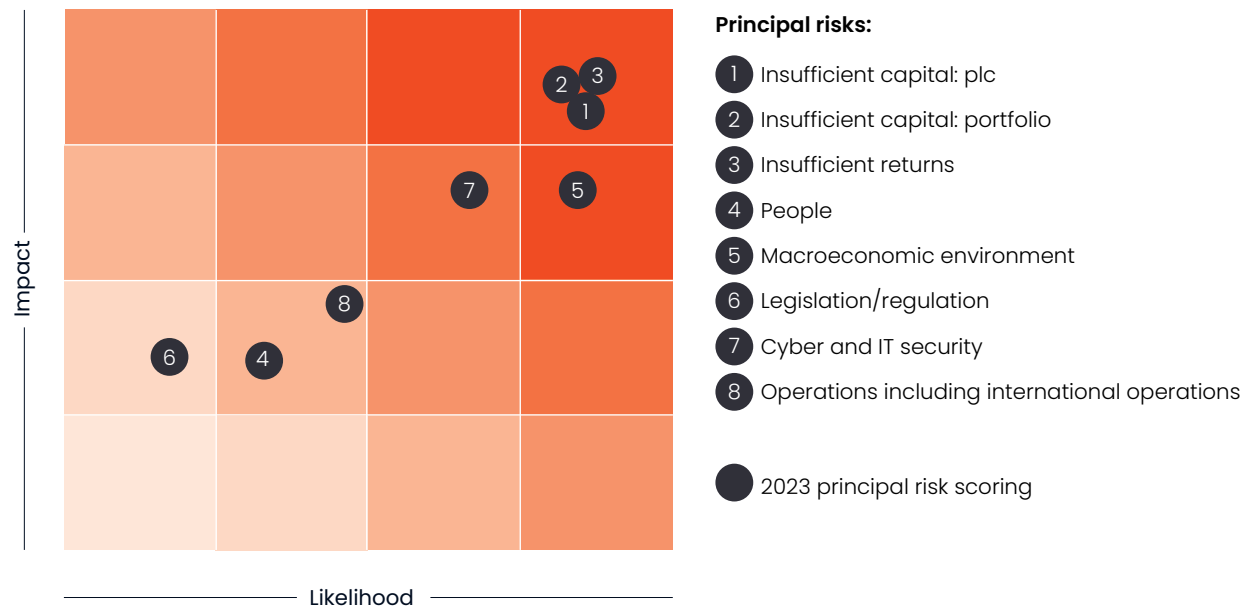 Impact
2
3
1
7
5
8
6
4
Likelihood
Principal risks:
1 Insufficient capital: plc
2 Insufficient capital: portfolio
3 Insufficient returns
4 People
5 Macroeconomic environment
6 Legislation/regulation
7 Cyber and IT security
8 Operations including international operations
2023 principal risk scoring